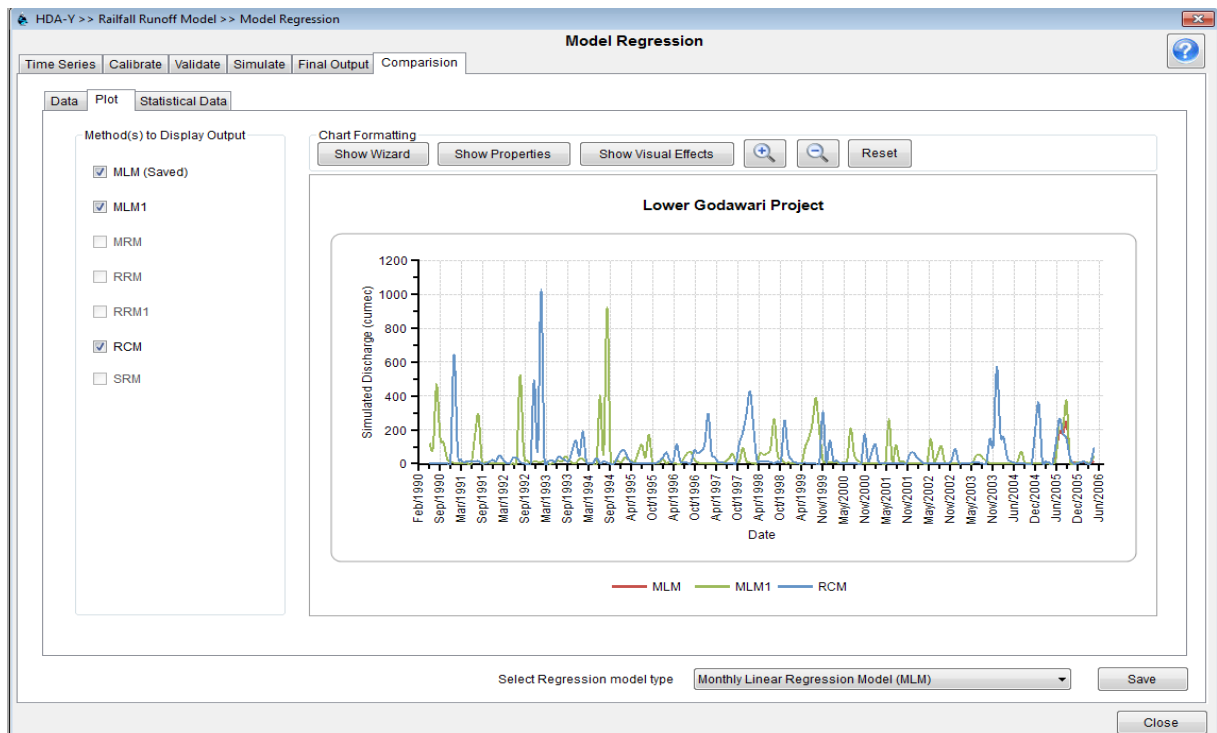 HDA-Y >> Railfall Runoff Model >> Model Regression
Model Regression
Time Series Calibrate Validate Simulate Final Output Comparision
Data Plot Statistical Data
Method(s) to Display Output
MLM (Saved)
MLM1
MRM
RRM
RRM1
RCM
SRM
Chart Formatting
Show Wizard Show Properties Show Visual Effects Reset
Lower Godawari Project
Simulated Discharge (cumec)
1200
1000
800
600
400
200
0
Feb/1990
Sep/1990
Mar/1991
Sep/1991
Mar/1992
Sep/1992
Mar/1993
Sep/1993
Mar/1994
Sep/1994
Apr/1995
Oct/1995
Apr/1996
Oct/1996
Apr/1997
Oct/1997
Apr/1998
Oct/1998
Apr/1999
Nov/1999
May/2000
Nov/2000
May/2001
Nov/2001
May/2002
Nov/2002
May/2003
Nov/2003
Jun/2004
Dec/2004
Jun/2005
Dec/2005
Jun/2006
Date
MLM MLM1 RCM
Select Regression model type Monthly Linear Regression Model (MLM) Save
Close